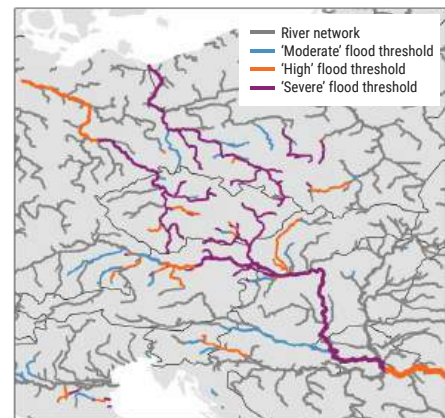 River network
‘Moderate’ flood threshold
‘High’ flood threshold
‘Severe’ flood threshold